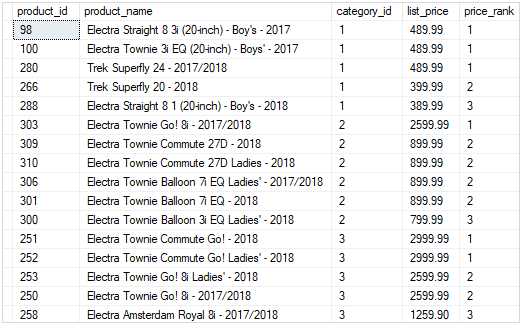 product_id product_name category_id list_price price_rank
98 Electra Straight 8 3i (20-inch) - Boy's - 2017 1 489.99 1
100 Electra Townie 3i EQ (20-inch) - Boys' - 2017 1 489.99 1
280 Trek Superfly 24 - 2017/2018 1 489.99 1
266 Trek Superfly 20 - 2018 1 399.99 2
288 Electra Straight 8 1 (20-inch) - Boy's - 2018 1 389.99 3
303 Electra Townie Go! 8i - 2017/2018 2 2599.99 1
309 Electra Townie Commute 27D - 2018 2 899.99 2
310 Electra Townie Commute 27D Ladies - 2018 2 899.99 2
306 Electra Townie Balloon 7i EQ Ladies' - 2017/2018 2 899.99 2
301 Electra Townie Balloon 7i EQ - 2018 2 899.99 2
300 Electra Townie Balloon 3i EQ Ladies' - 2018 2 799.99 3
251 Electra Townie Commute Go! - 2018 3 2999.99 1
252 Electra Townie Commute Go! Ladies' - 2018 3 2999.99 1
253 Electra Townie Go! 8i Ladies' - 2018 3 2599.99 2
250 Electra Townie Go! 8i - 2017/2018 3 2599.99 2
258 Electra Amsterdam Royal 8i - 2017/2018 3 1259.90 3